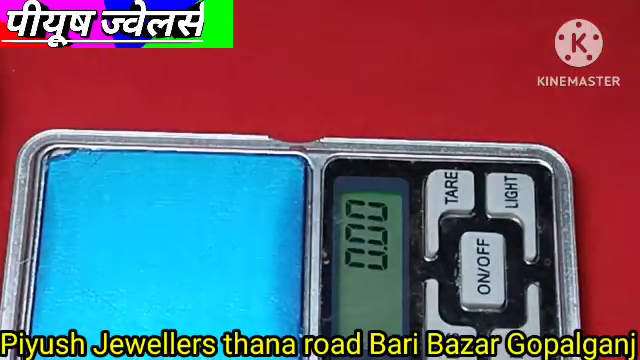 पीयूष ज्वेलर्स
KINEMASTER
TARE
LIGHT
0.00
ON/OFF
Piyush Jewellers thana road Bari Bazar Gopalganj